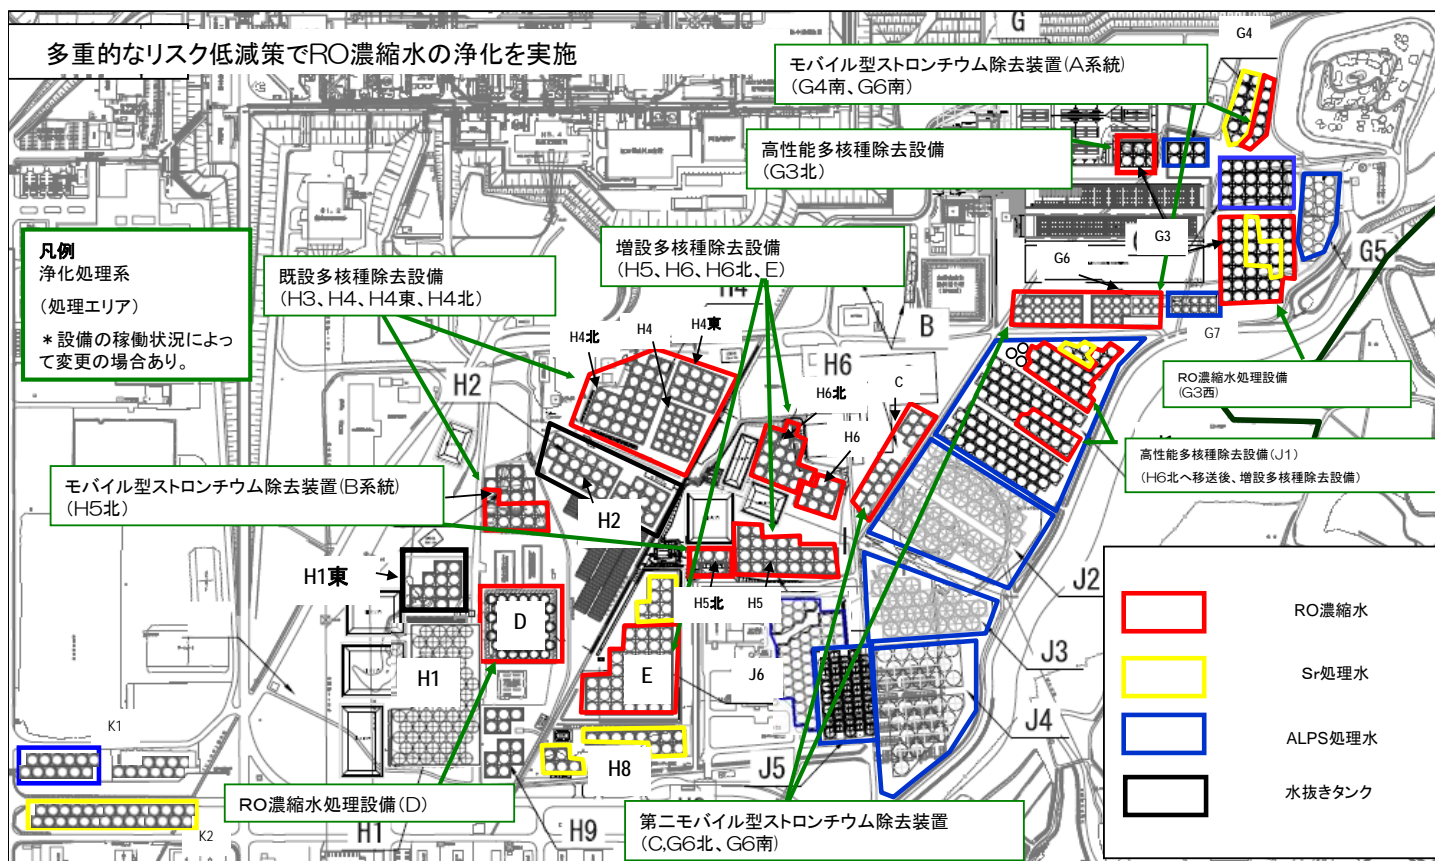 多重的なリスク低減策でRO濃縮水の浄化を実施
G
G4
モバイル型ストロンチウム除去装置(A系統)
(G4南、G6南)
高性能多核種除去設備
(G3北)
凡例
浄化処理系
(処理エリア)
＊設備の稼働状況によって変更の場合あり。
既設多核種除去設備
(H3、H4、H4東、H4北)
増設多核種除去設備
(H5、H6、H6北、E)
G3
G5
G6
G7
B
H4
H4北
H4
H4東
H2
H6
H6北
C
H6
RO濃縮水処理設備
(G3西)
高性能多核種除去設備(J1)
(H6北へ移送後、増設多核種除去設備)
モバイル型ストロンチウム除去装置(B系統)
(H5北)
H2
H1東
D
H5北
H5
H1
E
J6
J2
J3
J4
J5
K1
K2
H8
H1
H9
RO濃縮水処理設備(D)
第二モバイル型ストロンチウム除去装置
(C,G6北、G6南)
RO濃縮水
Sr処理水
ALPS処理水
水抜きタンク